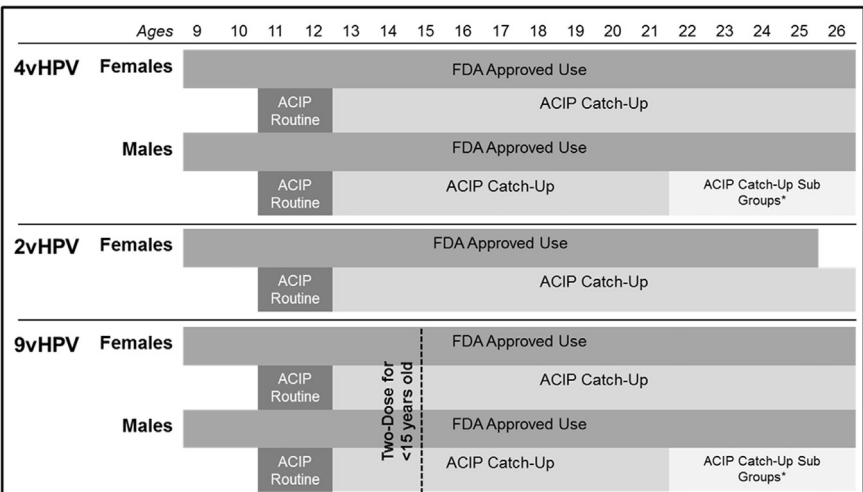 Ages 9 10 11 12 13 14 15 16 17 18 19 20 21 22 23 24 25 26
4vHPV Females FDA Approved Use
ACIP Routine ACIP Catch-Up
Males FDA Approved Use
ACIP Routine ACIP Catch-Up ACIP Catch-Up Sub Groups*
2vHPV Females FDA Approved Use
ACIP Routine ACIP Catch-Up
9vHPV Females FDA Approved Use
ACIP Routine ACIP Catch-Up
Two-Dose for
<15 years old
Males FDA Approved Use
ACIP Routine ACIP Catch-Up ACIP Catch-Up Sub Groups*